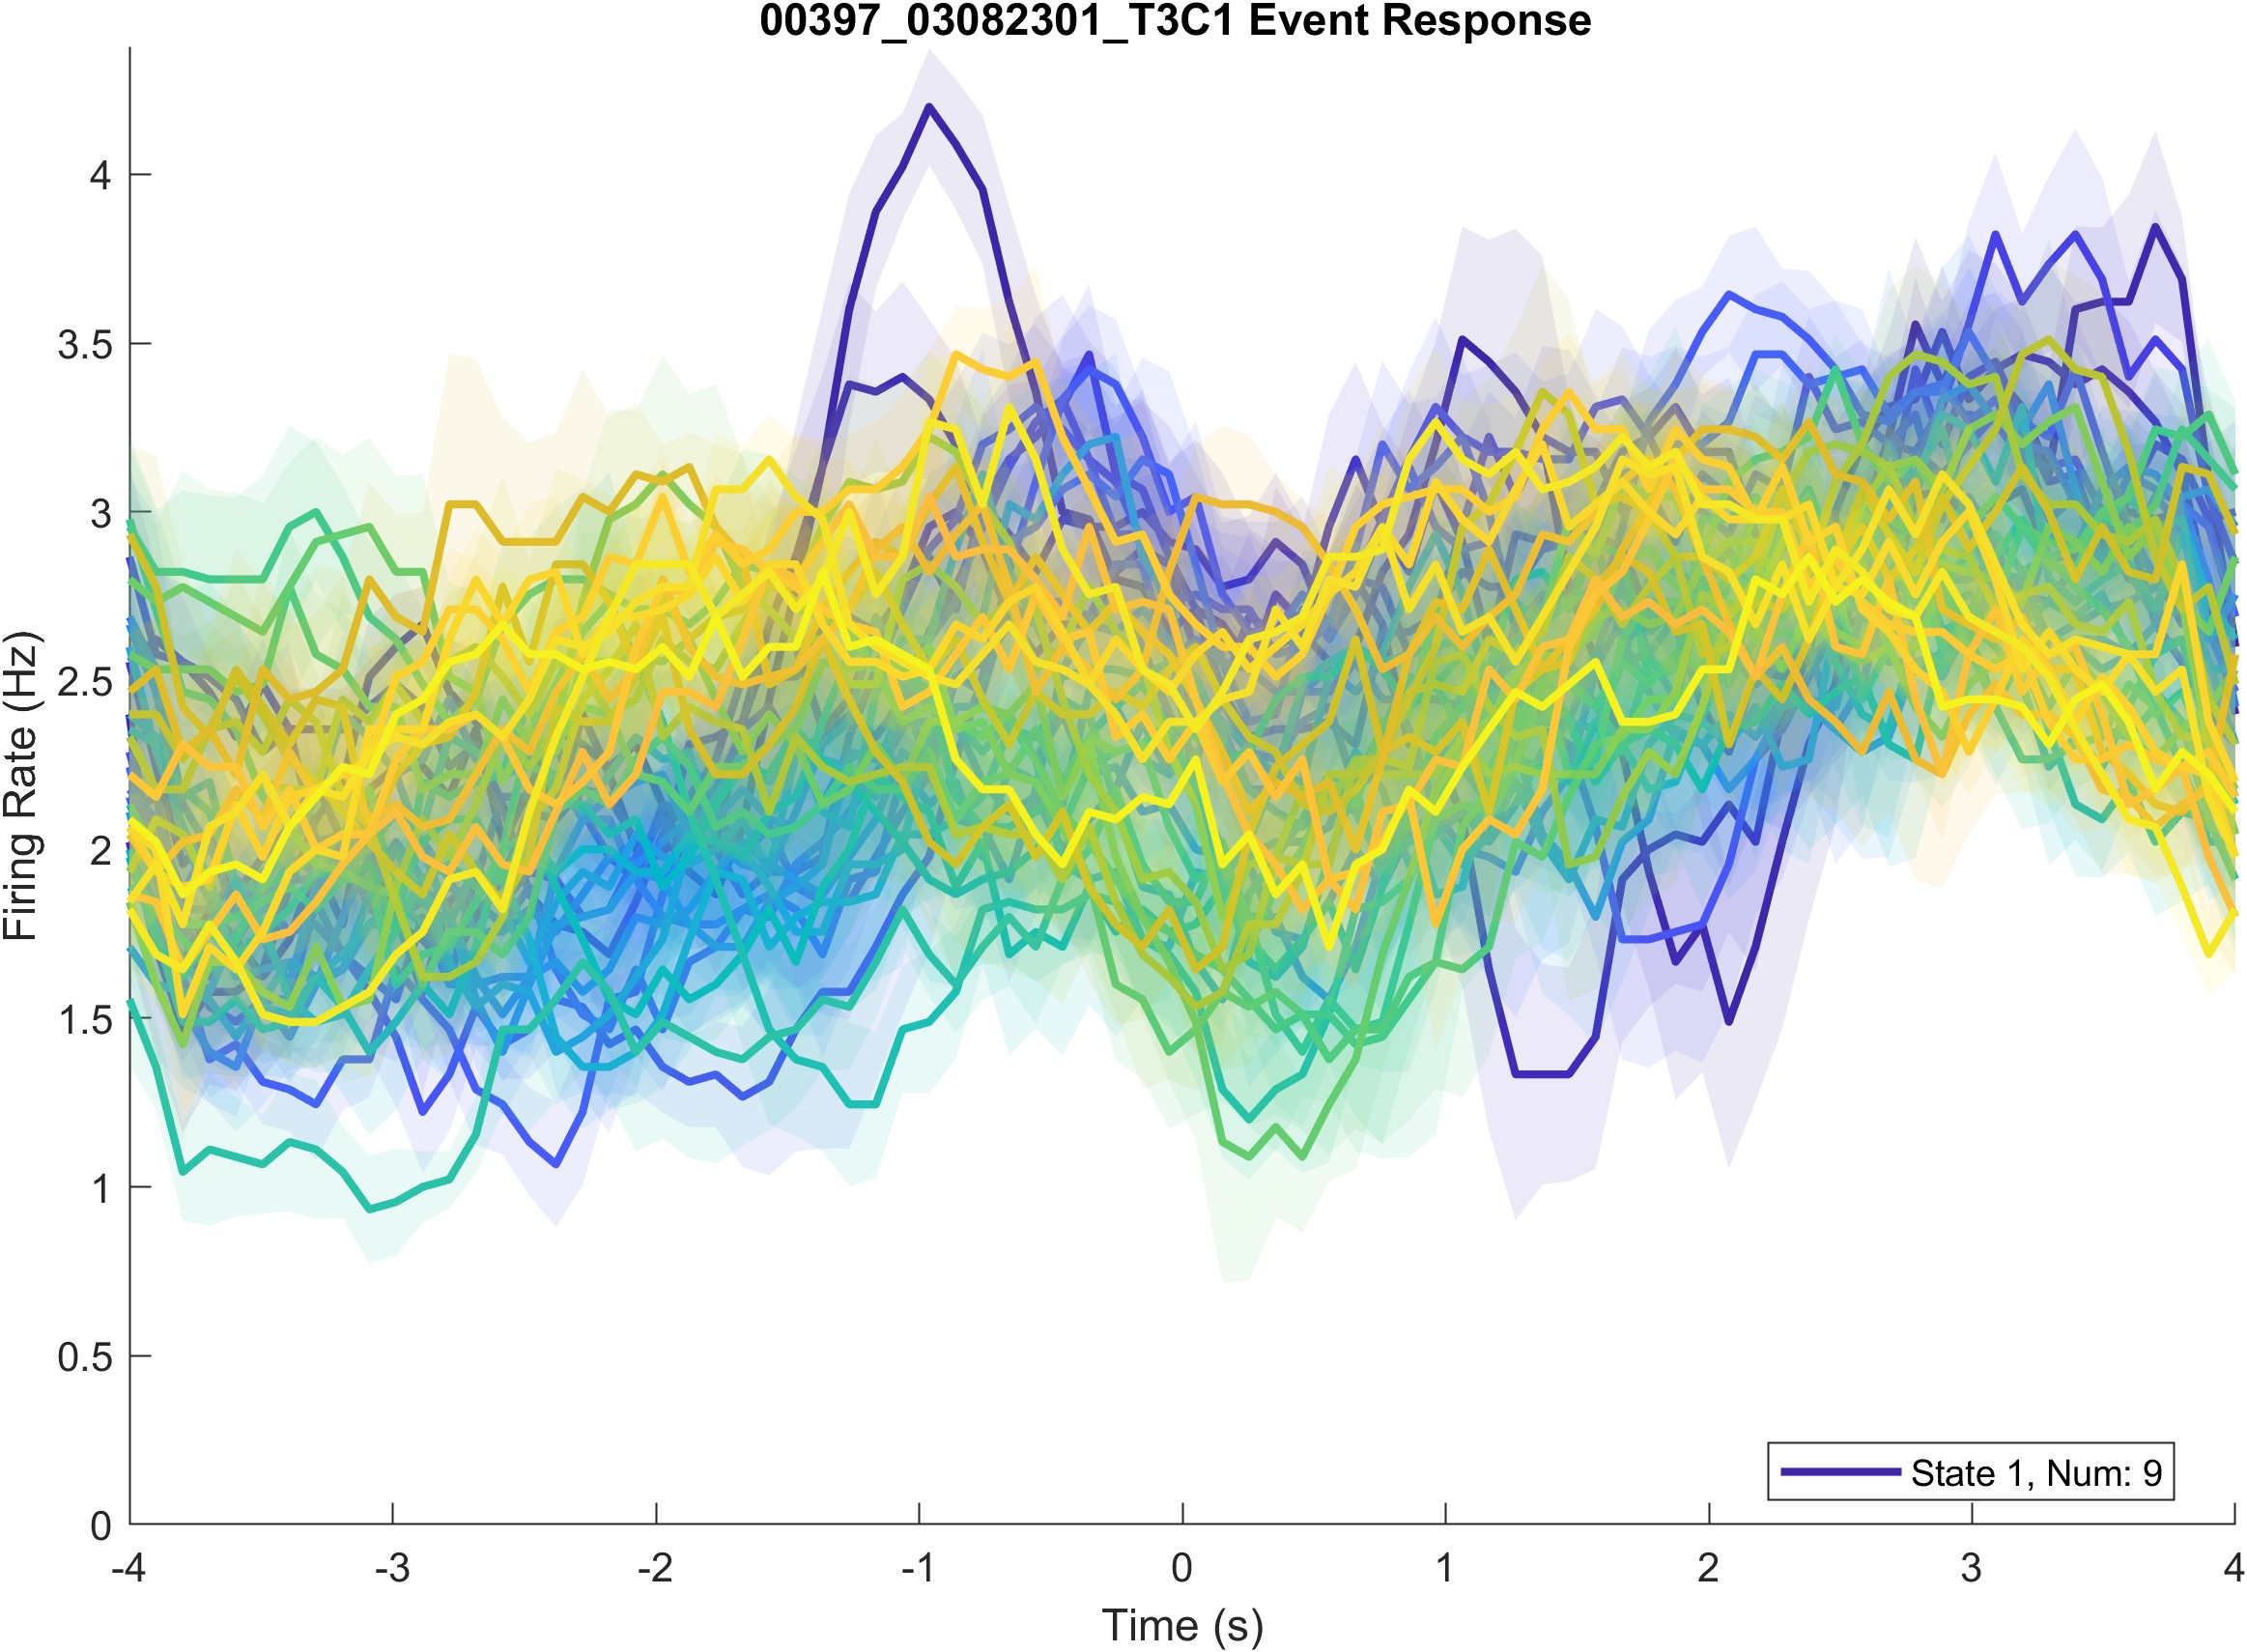 00397_03082301_T3C1 Event Response
Firing Rate (Hz)
4
3.5
3
2.5
2
1.5
1
0.5
0
-4 -3 -2 -1 0 1 2 3 4
Time (s)
State 1, Num: 9